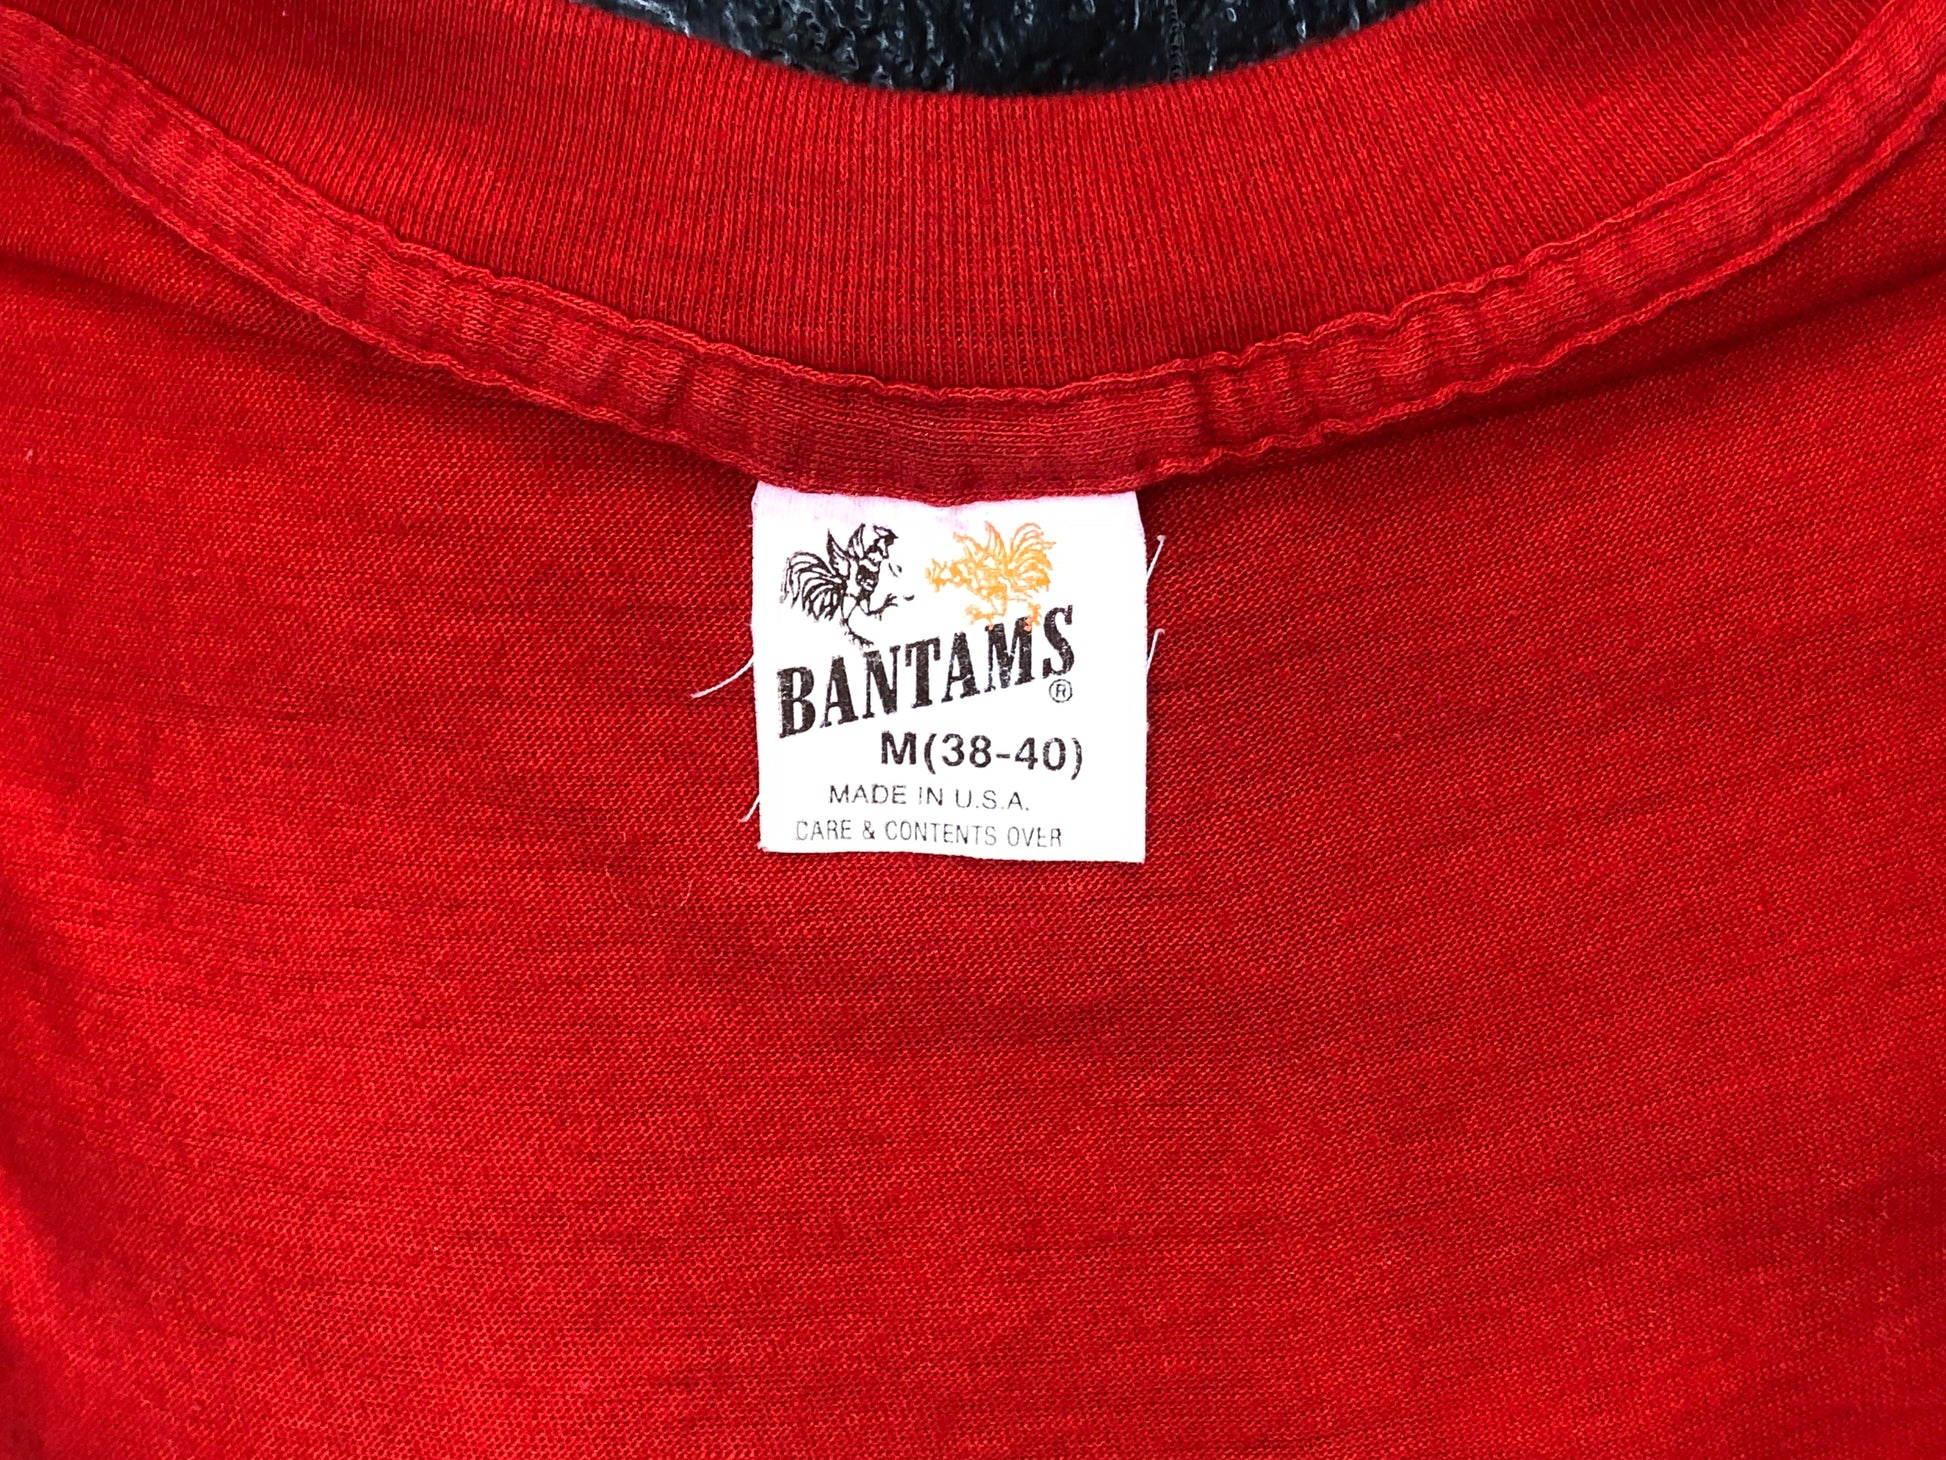 BANTAMS
®
M(38-40)
MADE IN U.S.A.
CARE & CONTENTS OVER